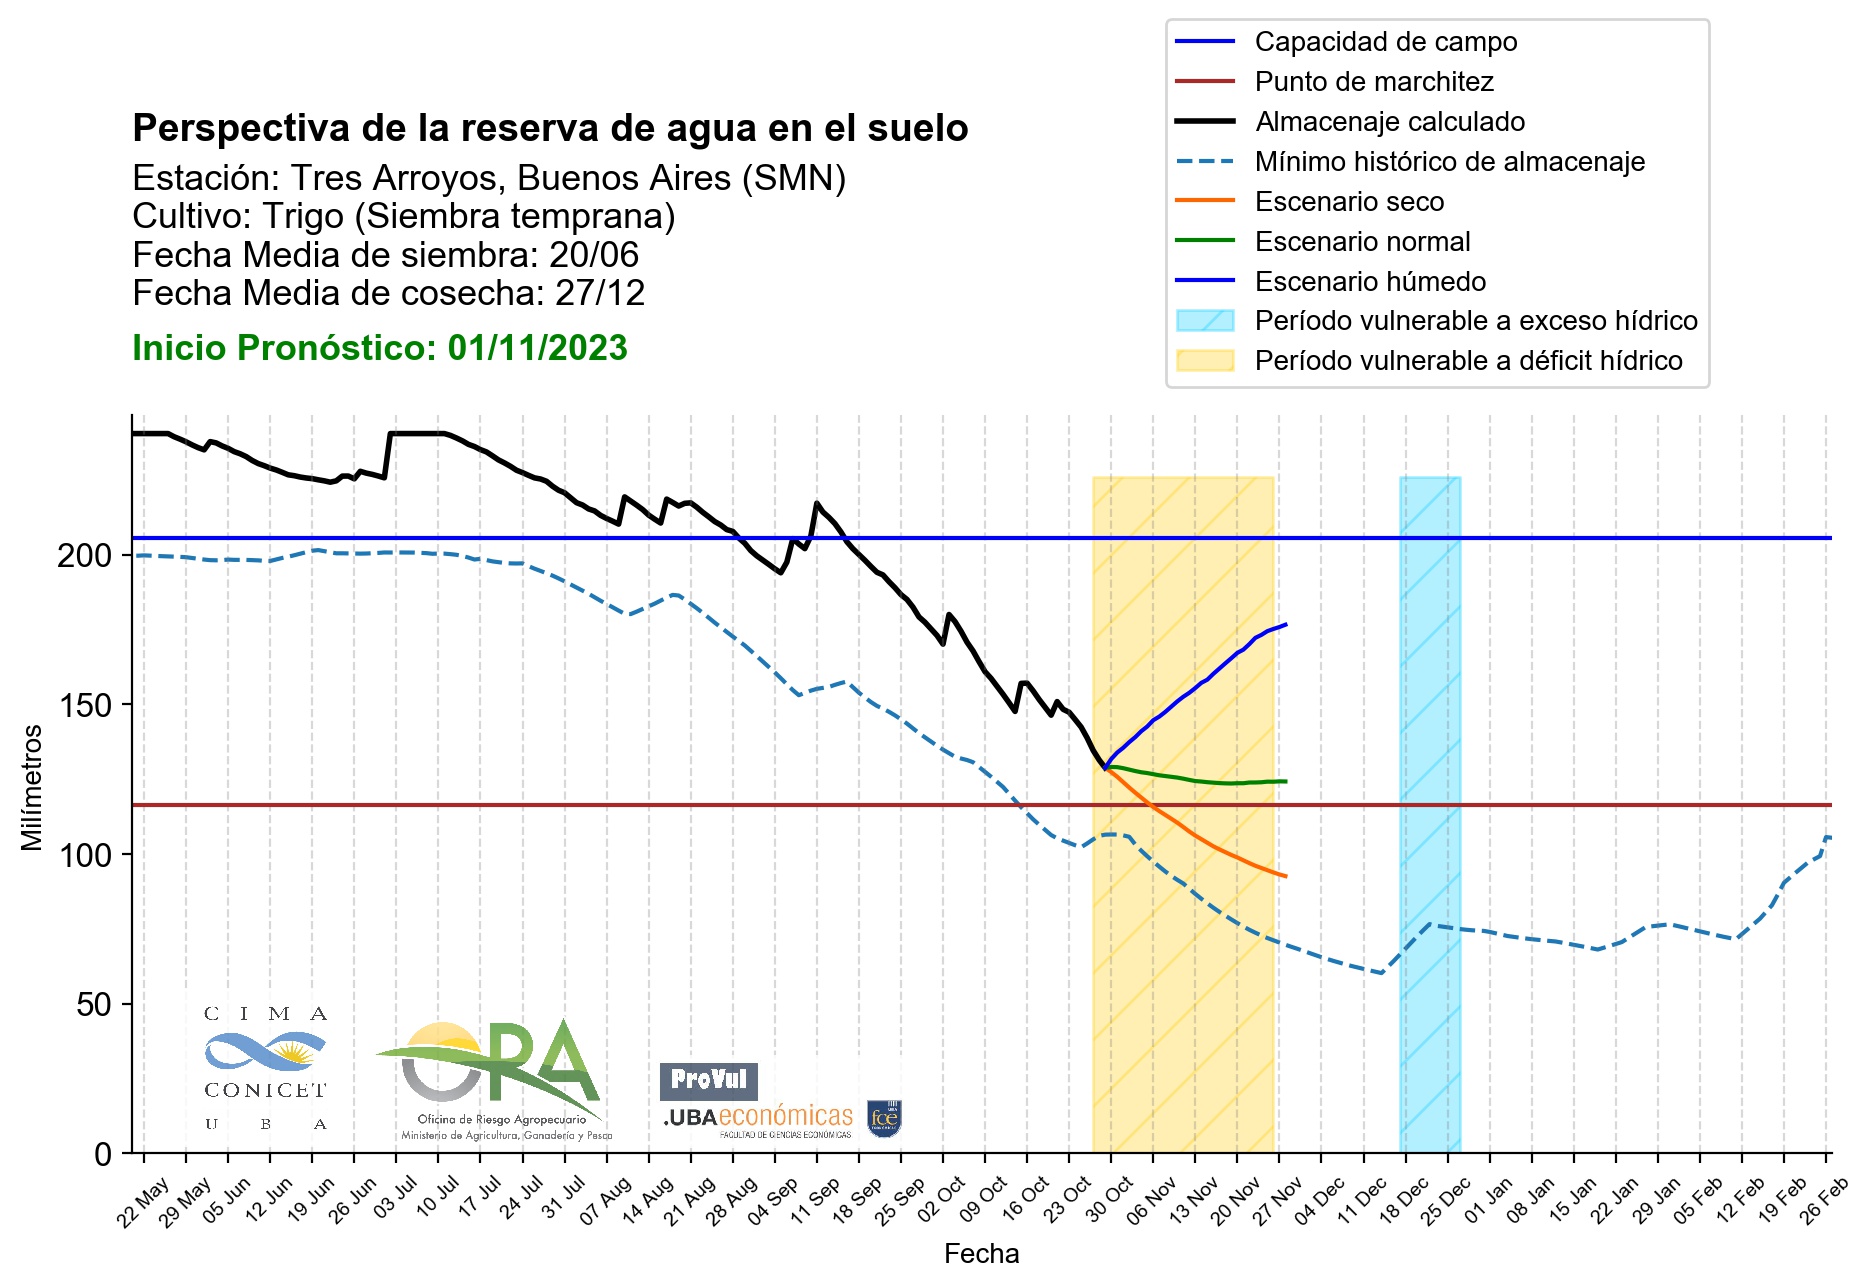 Capacidad de campo
Punto de marchitez
Almacenaje calculado
Mínimo histórico de almacenaje
Escenario seco
Escenario normal
Escenario húmedo
Período vulnerable a exceso hídrico
Período vulnerable a déficit hídrico
Perspectiva de la reserva de agua en el suelo
Estación: Tres Arroyos, Buenos Aires (SMN)
Cultivo: Trigo (Siembra temprana)
Fecha Media de siembra: 20/06
Fecha Media de cosecha: 27/12
Inicio Pronóstico: 01/11/2023
Milímetros
200
150
100
50
0
C I M A
CONICET
U B A
ORA
Oficina de Riesgo Agropecuario
Ministerio de Agricultura, Ganadería y Pesca
ProVul
.UBAeconómicas
FACULTAD DE CIENCIAS ECONÓMICAS
fce
22 May 29 May 05 Jun 12 Jun 19 Jun 26 Jun 03 Jul 10 Jul 17 Jul 24 Jul 31 Jul 07 Aug 14 Aug 21 Aug 28 Aug 04 Sep 11 Sep 18 Sep 25 Sep 02 Oct 09 Oct 16 Oct 23 Oct 30 Oct 06 Nov 13 Nov 20 Nov 27 Nov 04 Dec 11 Dec 18 Dec 25 Dec 01 Jan 08 Jan 15 Jan 22 Jan 29 Jan 05 Feb 12 Feb 19 Feb 26 Feb
Fecha